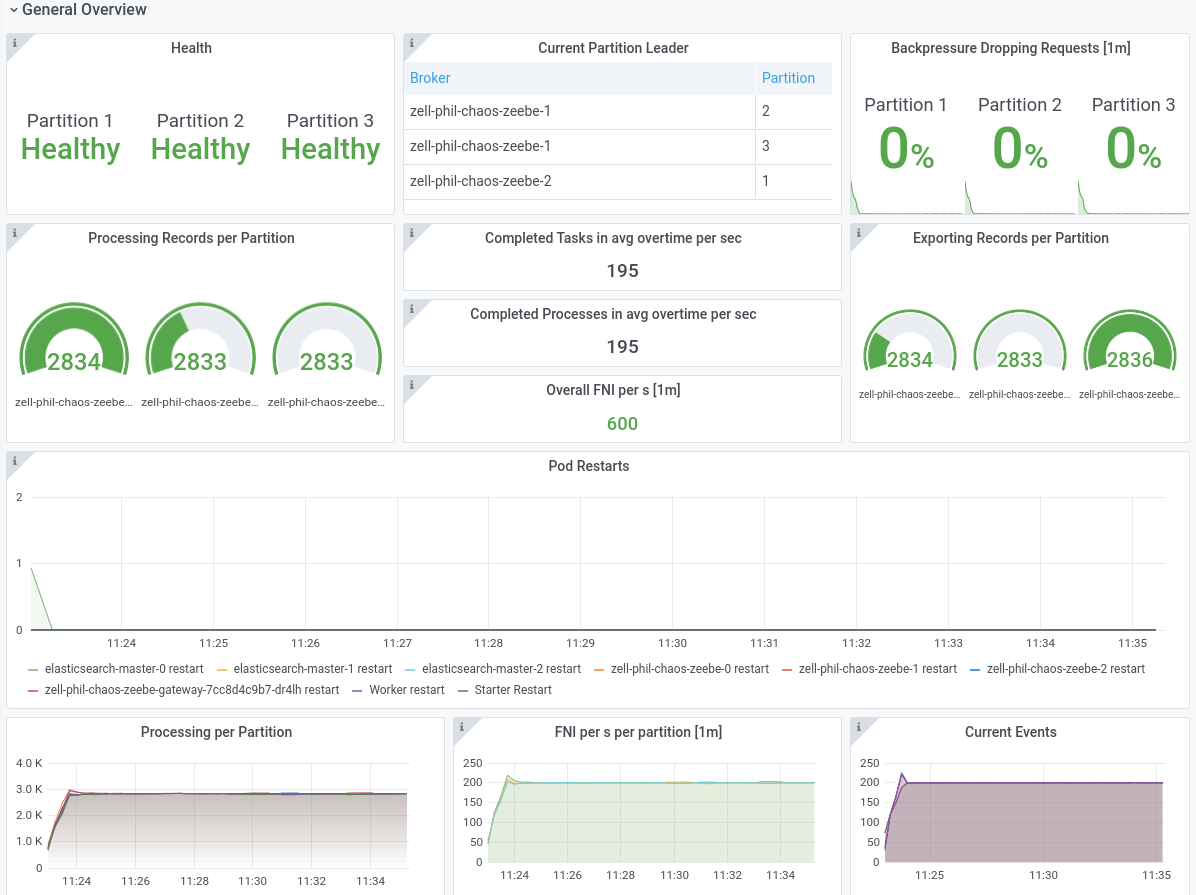 General Overview
Health
Partition 1 Partition 2 Partition 3
Healthy Healthy Healthy
Current Partition Leader
Broker Partition
zell-phil-chaos-zeebe-1 2
zell-phil-chaos-zeebe-1 3
zell-phil-chaos-zeebe-2 1
Backpressure Dropping Requests [1m]
Partition 1 Partition 2 Partition 3
0% 0% 0%
Processing Records per Partition
2834 2833 2833
zell-phil-chaos-zeebe... zell-phil-chaos-zeebe... zell-phil-chaos-zeebe...
Completed Tasks in avg overtime per sec
195
Completed Processes in avg overtime per sec
195
Overall FNI per s [1m]
600
Exporting Records per Partition
2834 2833 2836
zell-phil-chaos-zeebe... zell-phil-chaos-zeebe... zell-phil-chaos-zeebe...
Pod Restarts
2
1
0
11:24 11:25 11:26 11:27 11:28 11:29 11:30 11:31 11:32 11:33 11:34 11:35
elasticsearch-master-0 restart elasticsearch-master-1 restart elasticsearch-master-2 restart zell-phil-chaos-zeebe-0 restart zell-phil-chaos-zeebe-1 restart zell-phil-chaos-zeebe-2 restart
zell-phil-chaos-zeebe-gateway-7cc8d4c9b7-dr4lh restart Worker restart Starter Restart
Processing per Partition
4.0 K
3.0 K
2.0 K
1.0 K
0
11:24 11:26 11:28 11:30 11:32 11:34
FNI per s per partition [1m]
250
200
150
100
50
0
11:24 11:26 11:28 11:30 11:32 11:34
Current Events
250
200
150
100
50
0
11:25 11:30 11:35